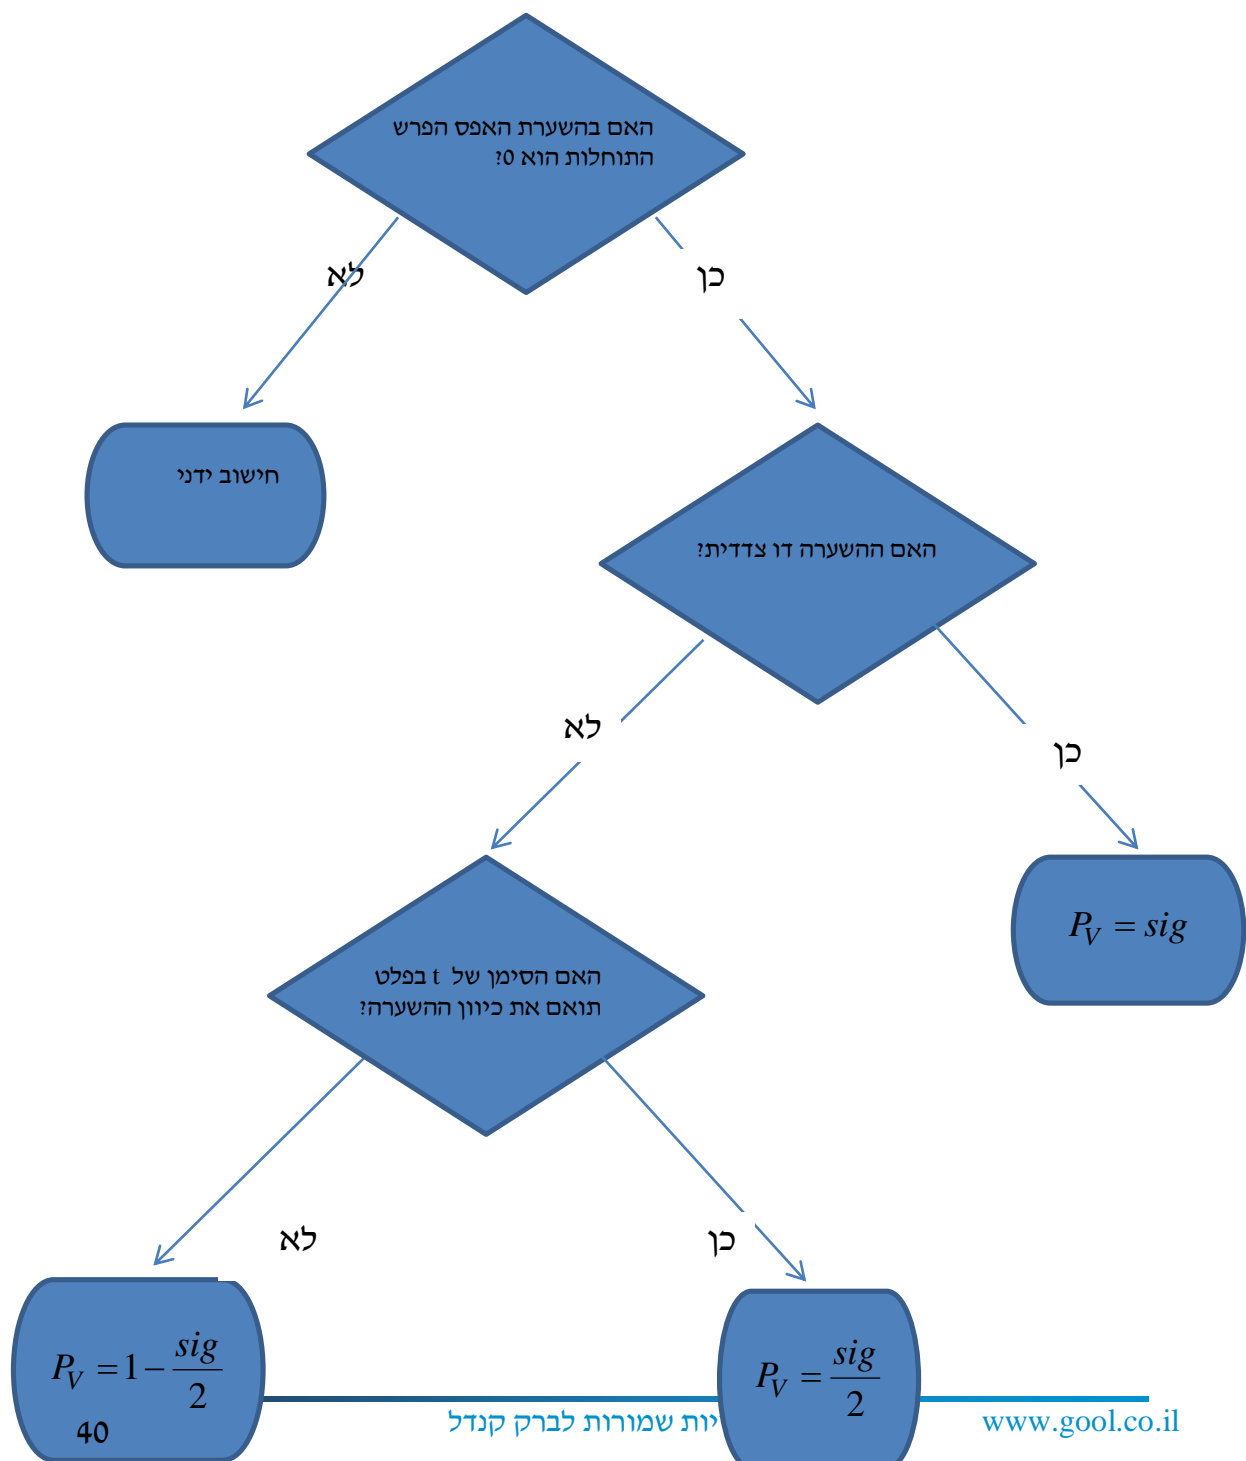 האם בהשערת האפס הפרש
התוחלות הוא 0?
לא
כן
חישוב ידני
האם ההשערה דו צדדית?
לא
כן
P_V = sig
האם הסימן של t בפלט
תואם את כיוון ההשערה?
לא
כן
P_V = 1 − sig/2
P_V = sig/2
40
יות שמורות לברק קנדל
www.gool.co.il